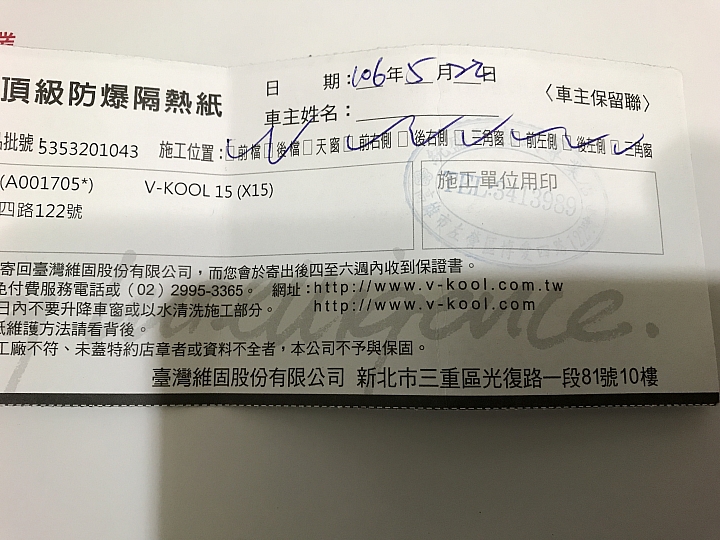 業
頂級防爆隔熱紙
日 期：106年5月22日
〈車主保留聯〉
車主姓名：
品批號 5353201043 施工位置：□前檔 □後檔 □天窗 □前右側 □後右側 □三角窗 □前左側 □後左側 □三角窗
(A001705*) V-KOOL 15 (X15)
施工單位用印
TEL:3413989
四路122號
寄回臺灣維固股份有限公司，而您會於寄出後四至六週內收到保證書。
免付費服務電話或（02）2995-3365。 網址：http://www.v-kool.com.tw
日內不要升降車窗或以水清洗施工部分。 http://www.v-kool.com
紙維護方法請看背後。
工廠不符、未蓋特約店章者或資料不全者，本公司不予與保固。
臺灣維固股份有限公司 新北市三重區光復路一段81號10樓